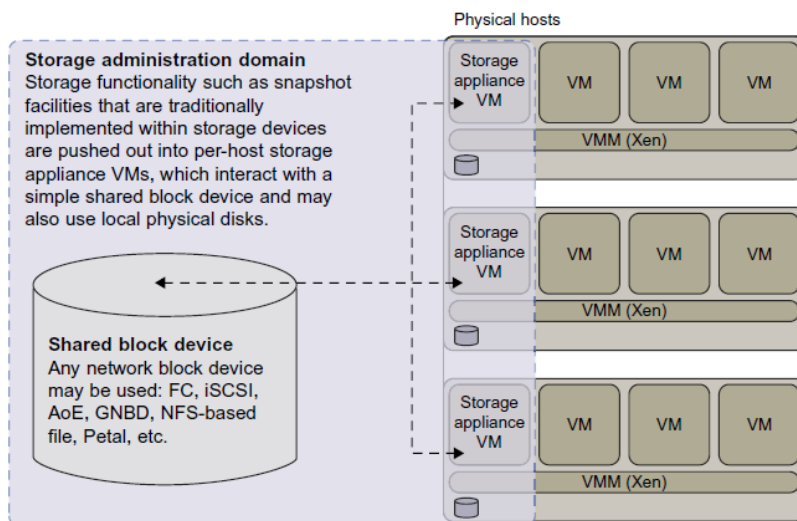 Physical hosts
Storage administration domain
Storage functionality such as snapshot
facilities that are traditionally
implemented within storage devices
are pushed out into per-host storage
appliance VMs, which interact with a
simple shared block device and may
also use local physical disks.
Storage
appliance
VM
VM
VM
VM
VMM (Xen)
Storage
appliance
VM
VM
VM
VM
VMM (Xen)
Shared block device
Any network block device
may be used: FC, iSCSI,
AoE, GNBD, NFS-based
file, Petal, etc.
Storage
appliance
VM
VM
VM
VM
VMM (Xen)